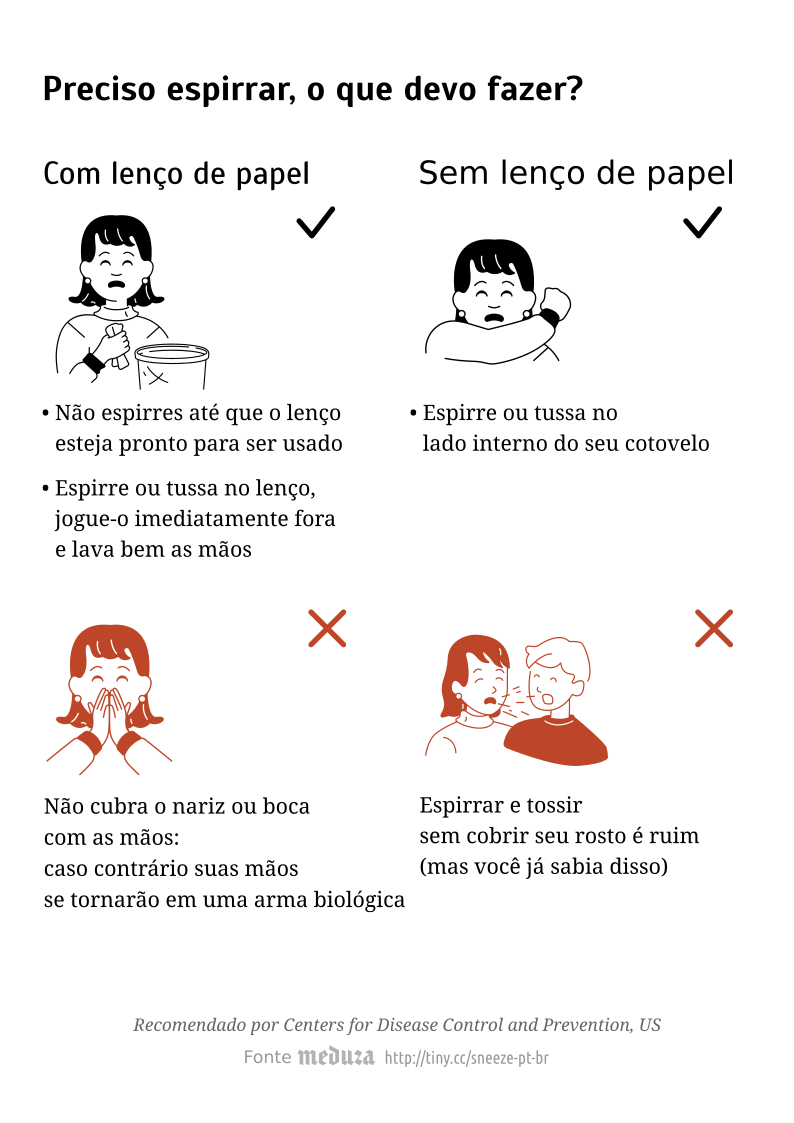 Preciso espirrar, o que devo fazer?
Com lenço de papel
• Não espirres até que o lenço
esteja pronto para ser usado
• Espirre ou tussa no lenço,
jogue-o imediatamente fora
e lava bem as mãos
Sem lenço de papel
• Espirre ou tussa no
lado interno do seu cotovelo
Não cubra o nariz ou boca
com as mãos:
caso contrário suas mãos
se tornarão em uma arma biológica
Espirrar e tossir
sem cobrir seu rosto é ruim
(mas você já sabia disso)
Recomendado por Centers for Disease Control and Prevention, US
Fonte meduza http://tiny.cc/sneeze-pt-br